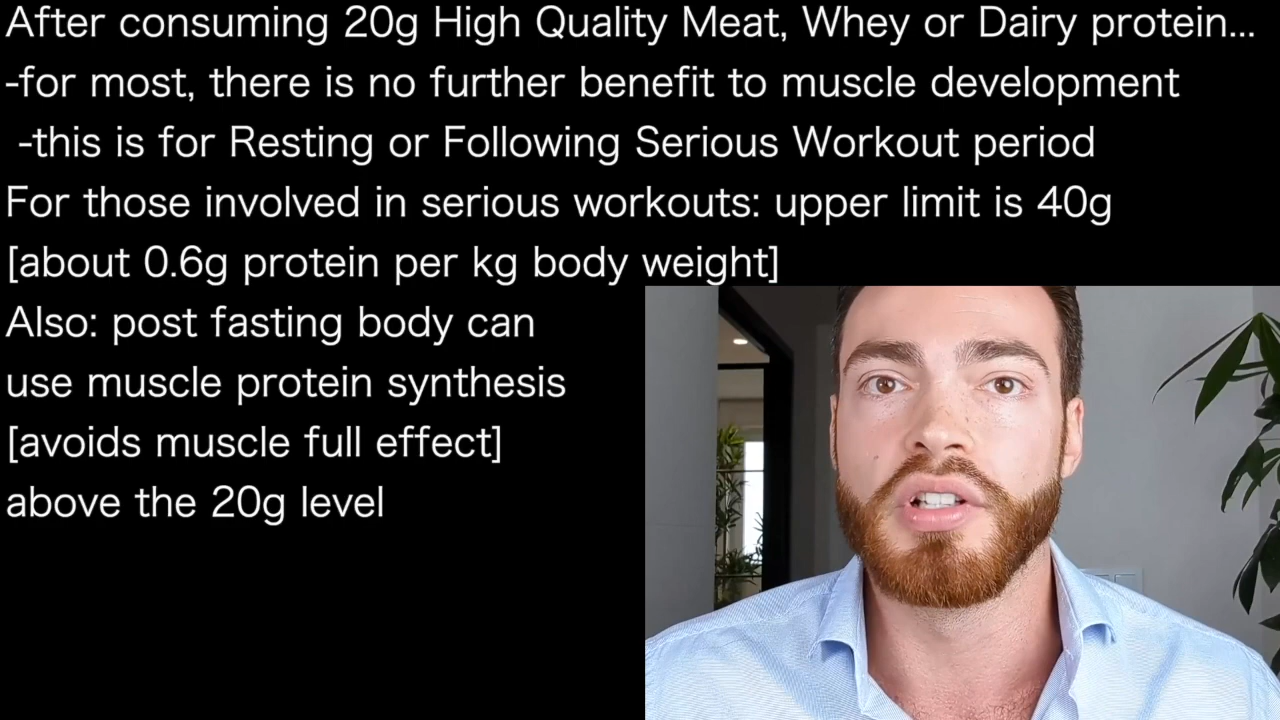 After consuming 20g High Quality Meat, Whey or Dairy protein...
-for most, there is no further benefit to muscle development
-this is for Resting or Following Serious Workout period
For those involved in serious workouts: upper limit is 40g
[about 0.6g protein per kg body weight]
Also: post fasting body can
use muscle protein synthesis
[avoids muscle full effect]
above the 20g level